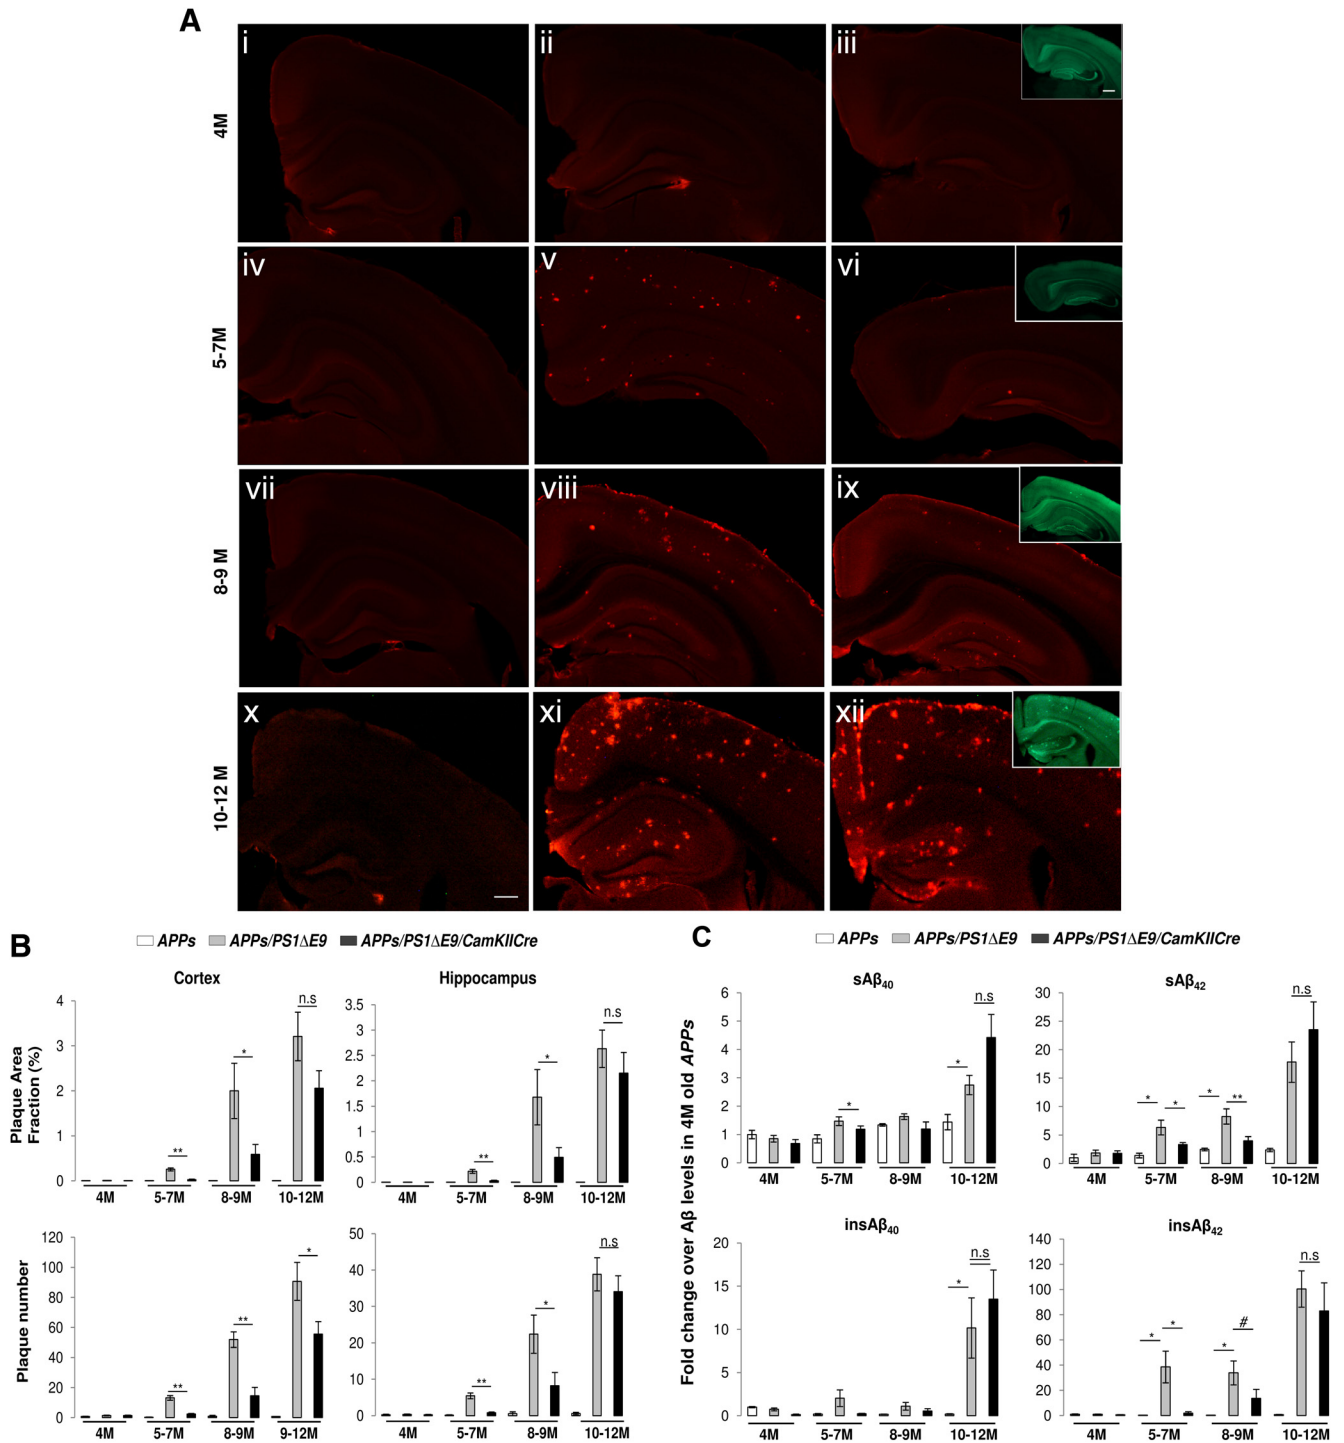 A
i
ii
iii
4M
iv
v
vi
5-7M
vii
viii
ix
8-9 M
x
xi
xii
10-12 M
B
APPs
APPs/PS1ΔE9
APPs/PS1ΔE9/CamKIICre
Cortex
Hippocampus
Plaque Area
Fraction (%)
4
3
2
1
0
**
*
n.s
4M
5-7M
8-9M
10-12M
3.5
3
2.5
2
1.5
1
0.5
0
**
*
n.s
4M
5-7M
8-9M
10-12M
Plaque number
120
100
80
60
40
20
0
**
**
*
4M
5-7M
8-9M
9-12M
50
40
30
20
10
0
**
*
n.s
4M
5-7M
8-9M
10-12M
C
APPs
APPs/PS1ΔE9
APPs/PS1ΔE9/CamKIICre
Fold change over Aβ levels in 4M old APPs
sAβ40
6
5
4
3
2
1
0
*
*
n.s
4M
5-7M
8-9M
10-12M
sAβ42
30
25
20
15
10
5
0
*
*
*
**
n.s
4M
5-7M
8-9M
10-12M
insAβ40
20
15
10
5
0
*
n.s
4M
5-7M
8-9M
10-12M
insAβ42
140
120
100
80
60
40
20
0
*
*
*
#
n.s
4M
5-7M
8-9M
10-12M